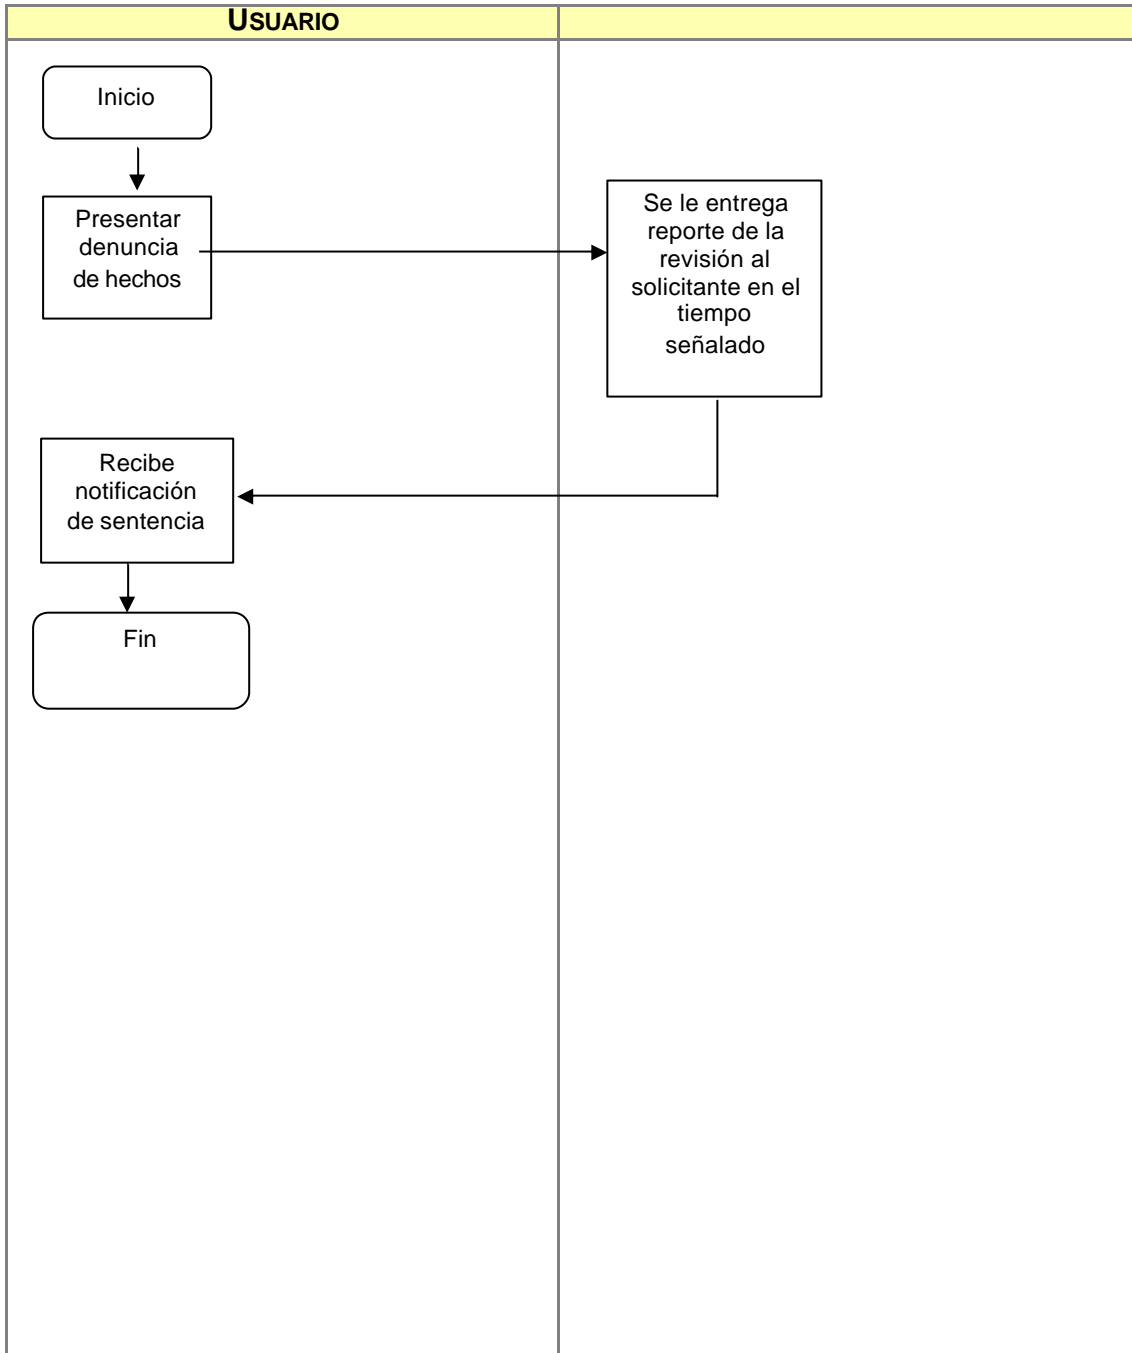 USUARIO
Inicio
Presentar
denuncia
de hechos
Se le entrega
reporte de la
revisión al
solicitante en el
tiempo
señalado
Recibe
notificación
de sentencia
Fin